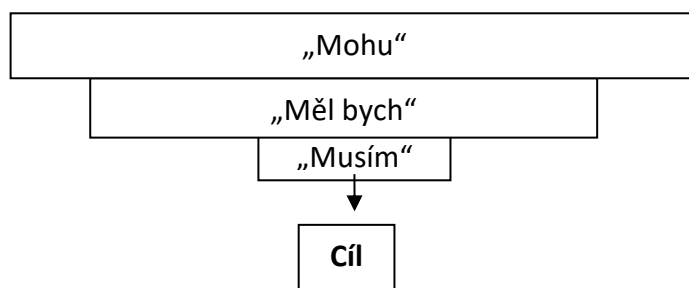 „Mohu“
„Měl bych“
„Musím“
Cíl